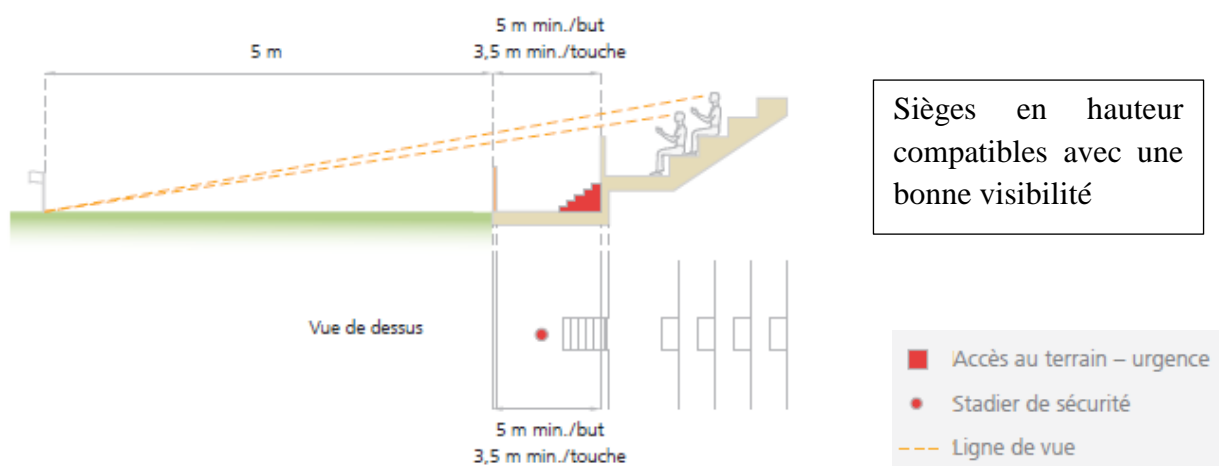 5 m min./but
5 m
3,5 m min./touche
Sièges en hauteur
compatibles avec une
bonne visibilité
Vue de dessus
Accès au terrain – urgence
Stadier de sécurité
Ligne de vue
5 m min./but
3,5 m min./touche